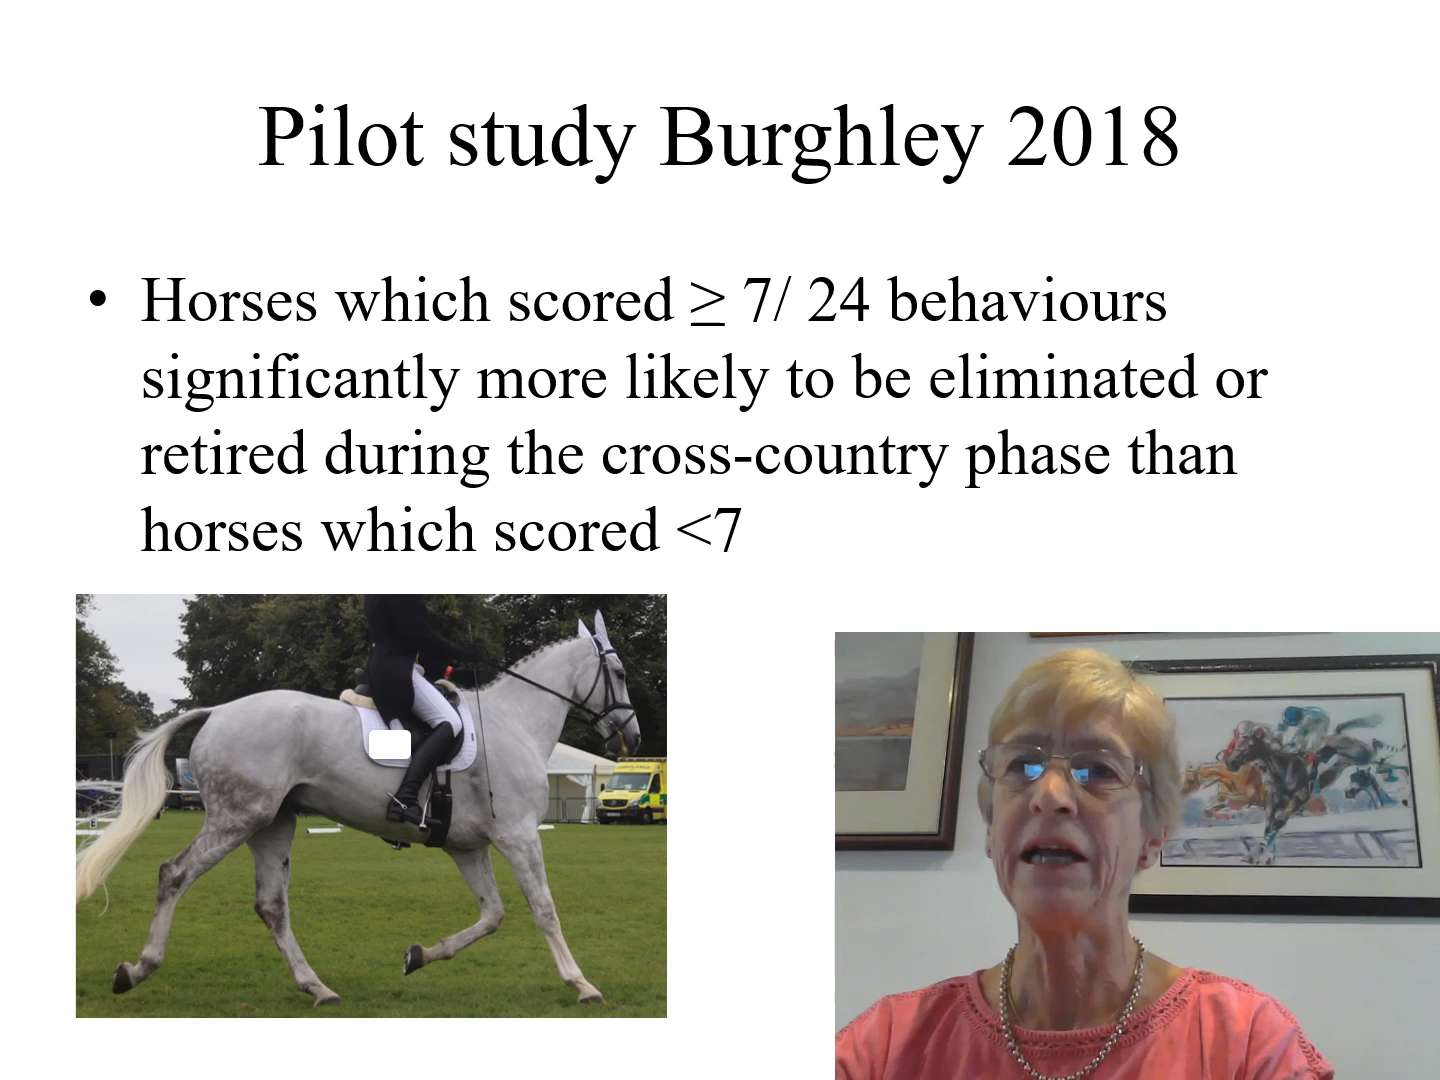 Pilot study Burghley 2018
• Horses which scored ≥ 7/ 24 behaviours
significantly more likely to be eliminated or
retired during the cross-country phase than
horses which scored <7
AMBULANCE